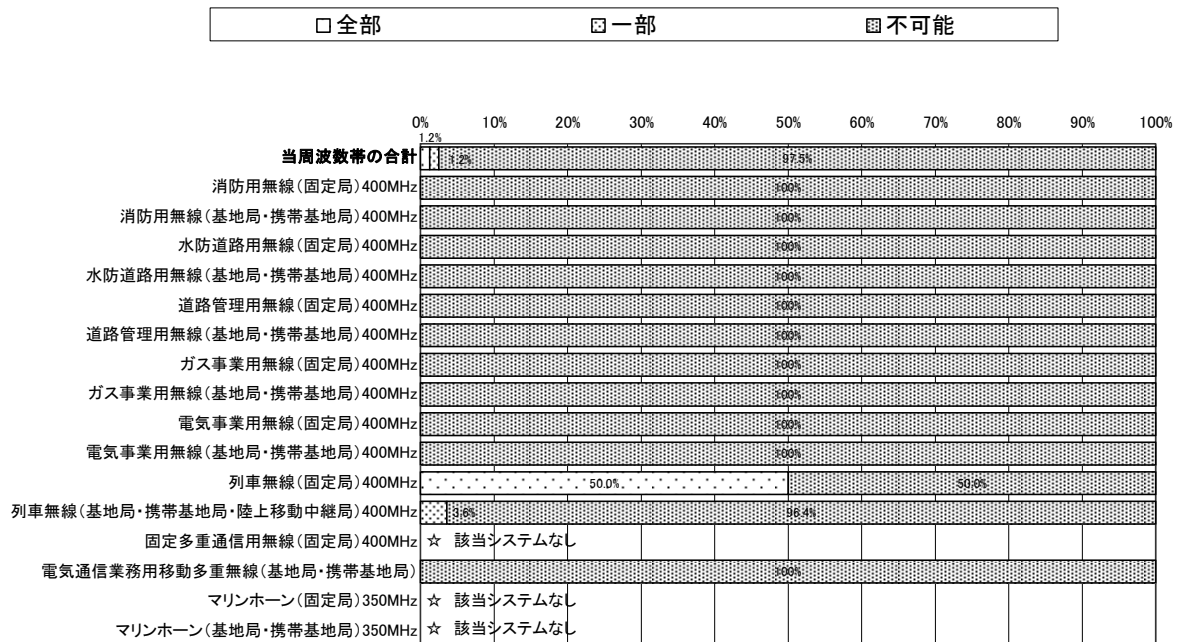 全部 一部 不可能
0% 10% 20% 30% 40% 50% 60% 70% 80% 90% 100%
1.2%
当周波数帯の合計 1.2% 97.5%
消防用無線(固定局)400MHz 100%
消防用無線(基地局・携帯基地局)400MHz 100%
水防道路用無線(固定局)400MHz 100%
水防道路用無線(基地局・携帯基地局)400MHz 100%
道路管理用無線(固定局)400MHz 100%
道路管理用無線(基地局・携帯基地局)400MHz 100%
ガス事業用無線(固定局)400MHz 100%
ガス事業用無線(基地局・携帯基地局)400MHz 100%
電気事業用無線(固定局)400MHz 100%
電気事業用無線(基地局・携帯基地局)400MHz 100%
列車無線(固定局)400MHz 50.0% 50.0%
列車無線(基地局・携帯基地局・陸上移動中継局)400MHz 3.6% 96.4%
固定多重通信用無線(固定局)400MHz ☆ 該当システムなし
電気通信業務用移動多重無線(基地局・携帯基地局) 100%
マリンホーン(固定局)350MHz ☆ 該当システムなし
マリンホーン(基地局・携帯基地局)350MHz ☆ 該当システムなし